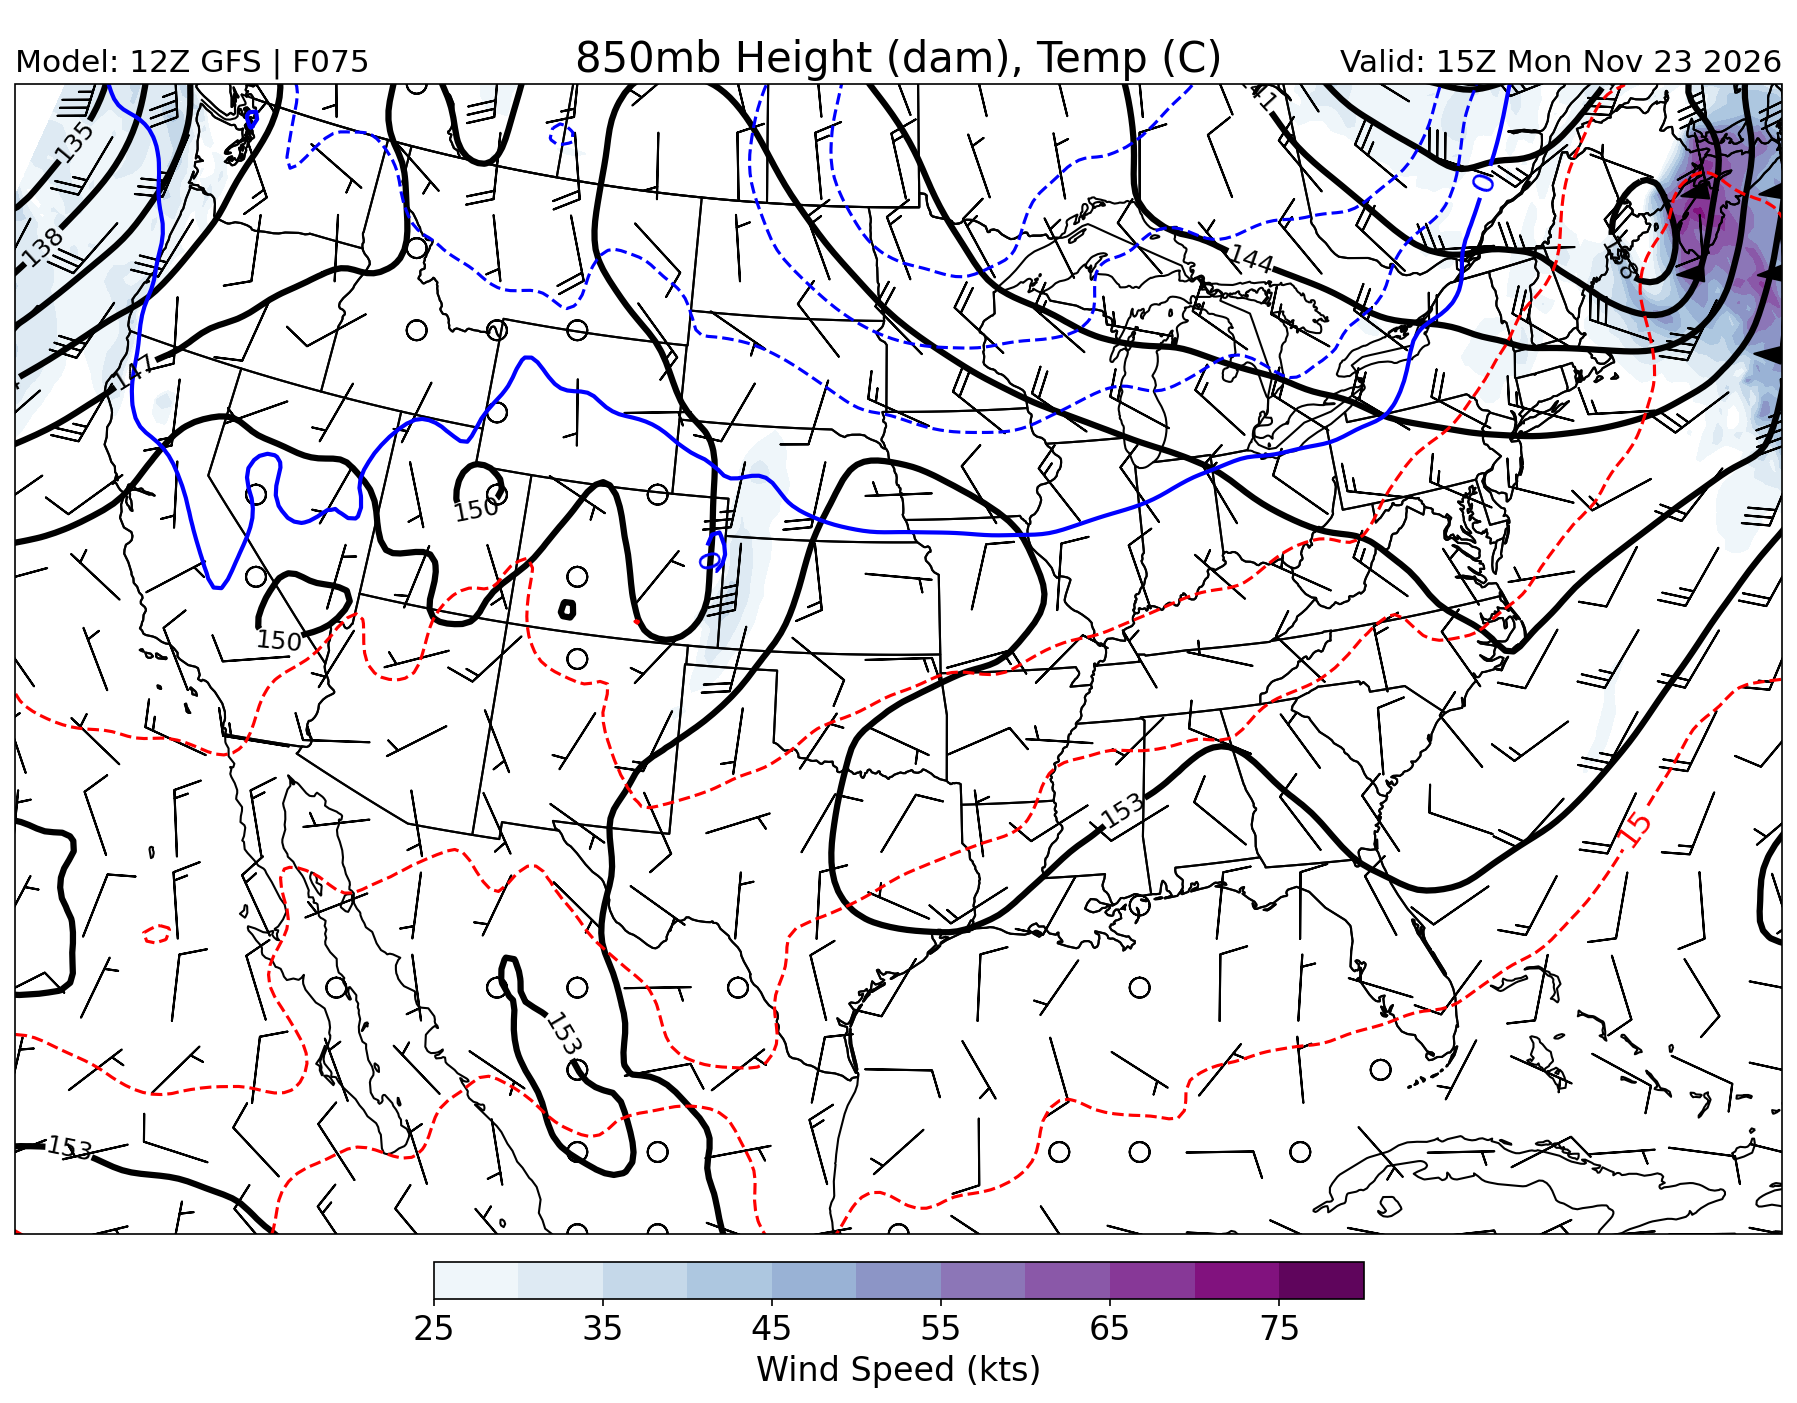 Model: 12Z GFS | F075
850mb Height (dam), Temp (C)
Valid: 15Z Mon Nov 23 2026
135
138
147
150
150
0
0
144
153
153
153
15
25 35 45 55 65 75
Wind Speed (kts)